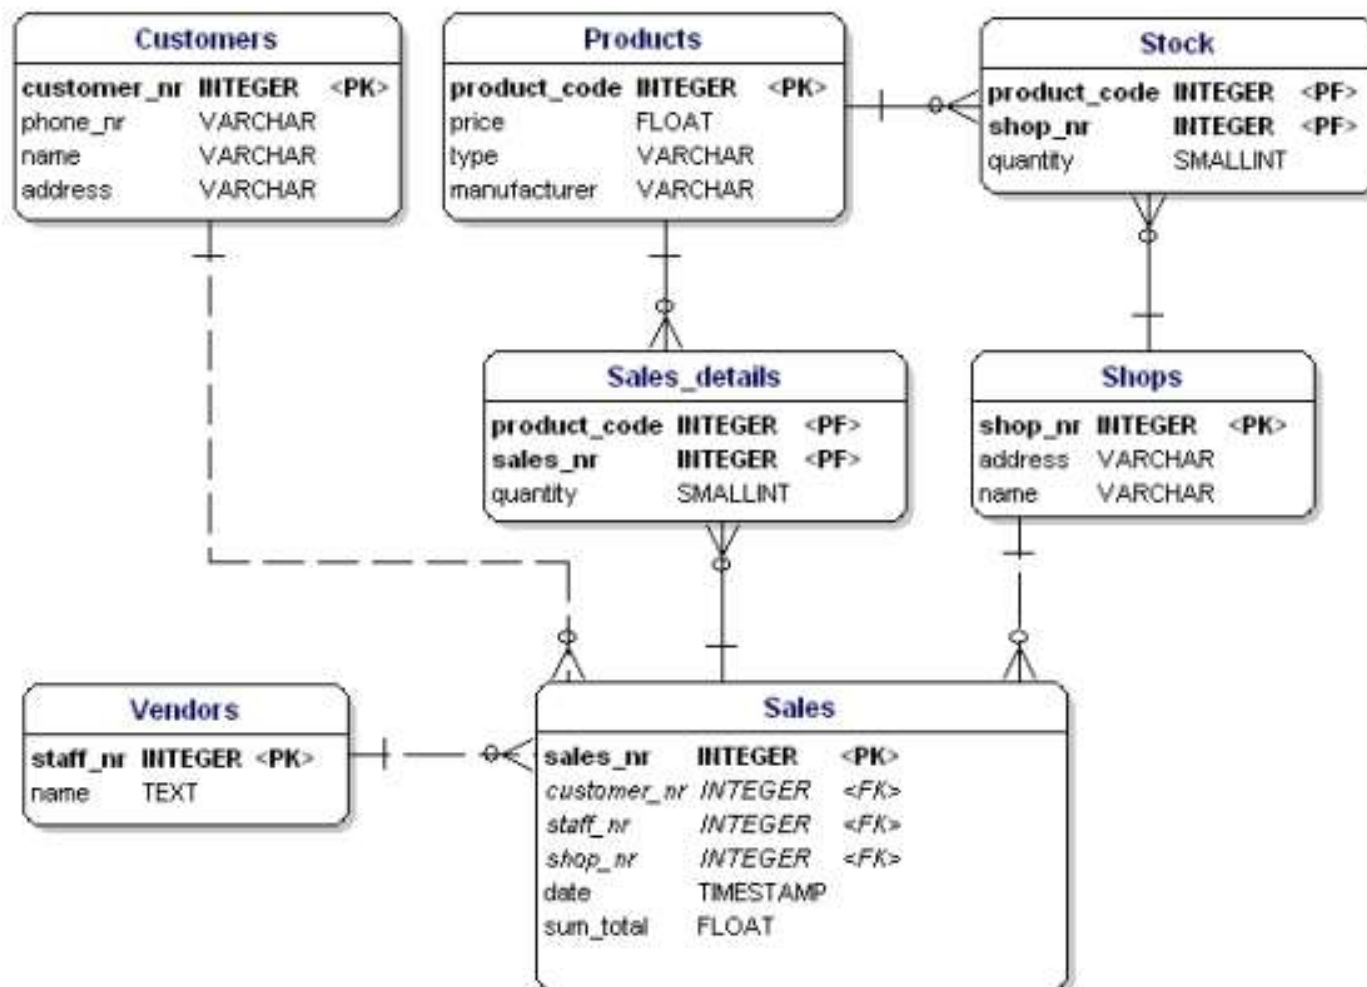 Customers
customer_nr INTEGER <PK>
phone_nr VARCHAR
name VARCHAR
address VARCHAR
Products
product_code INTEGER <PK>
price FLOAT
type VARCHAR
manufacturer VARCHAR
Stock
product_code INTEGER <PF>
shop_nr INTEGER <PF>
quantity SMALLINT
Sales_details
product_code INTEGER <PF>
sales_nr INTEGER <PF>
quantity SMALLINT
Shops
shop_nr INTEGER <PK>
address VARCHAR
name VARCHAR
Vendors
staff_nr INTEGER <PK>
name TEXT
Sales
sales_nr INTEGER <PK>
customer_nr INTEGER <FK>
staff_nr INTEGER <FK>
shop_nr INTEGER <FK>
date TIMESTAMP
sum_total FLOAT